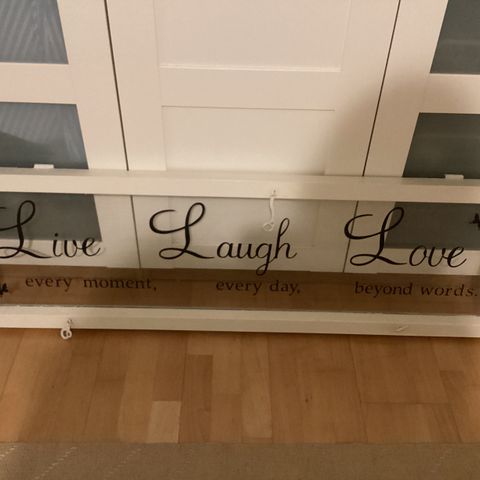 Live Laugh Love
every moment, every day, beyond words.